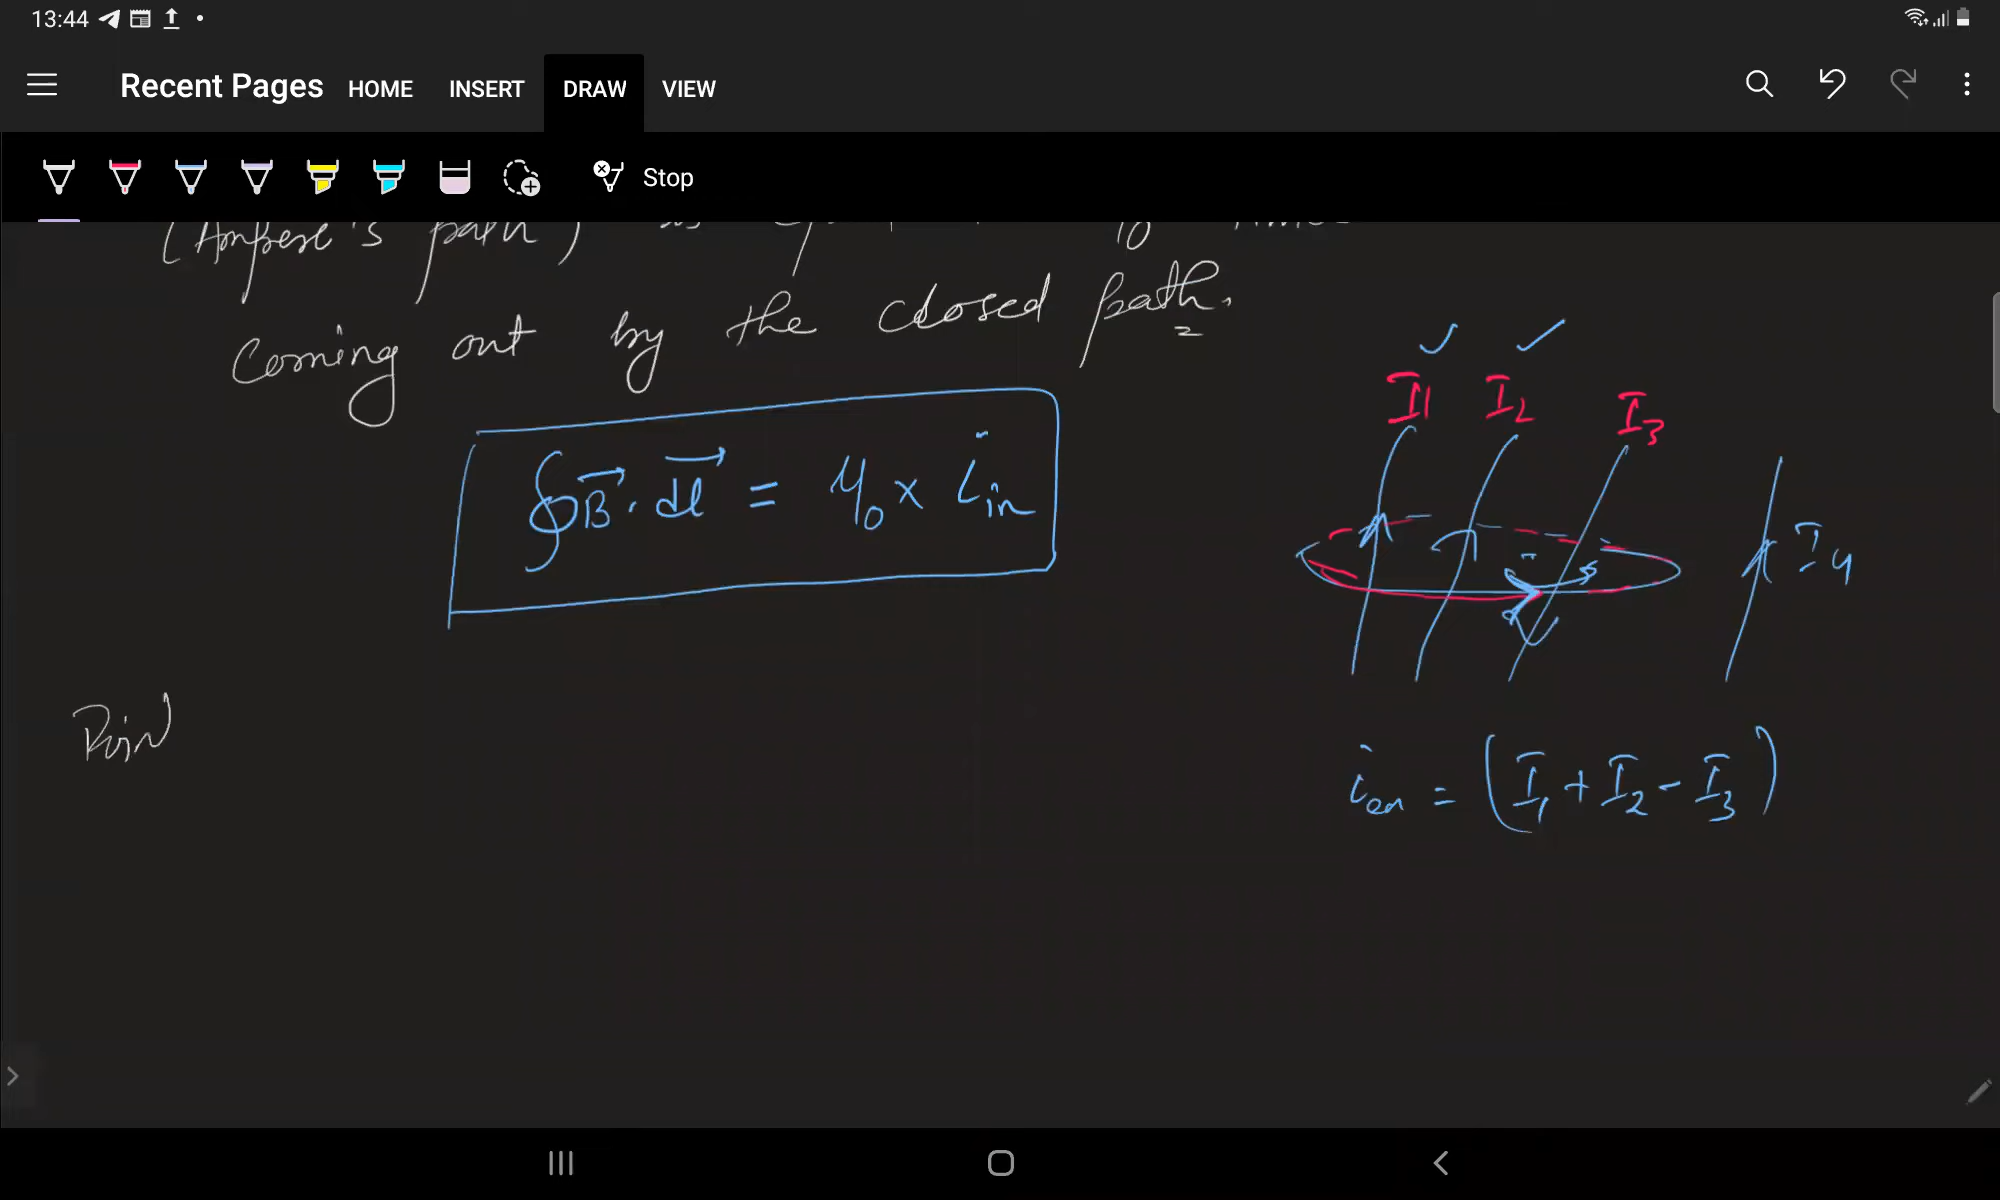 13:44
Recent Pages HOME INSERT DRAW VIEW
Stop
(Ampere's path)
Coming out by the closed path.
∮B⃗ . dl⃗ = μ₀ × iin
I1 I2 I3
I4
ien = (I1 + I2 - I3)